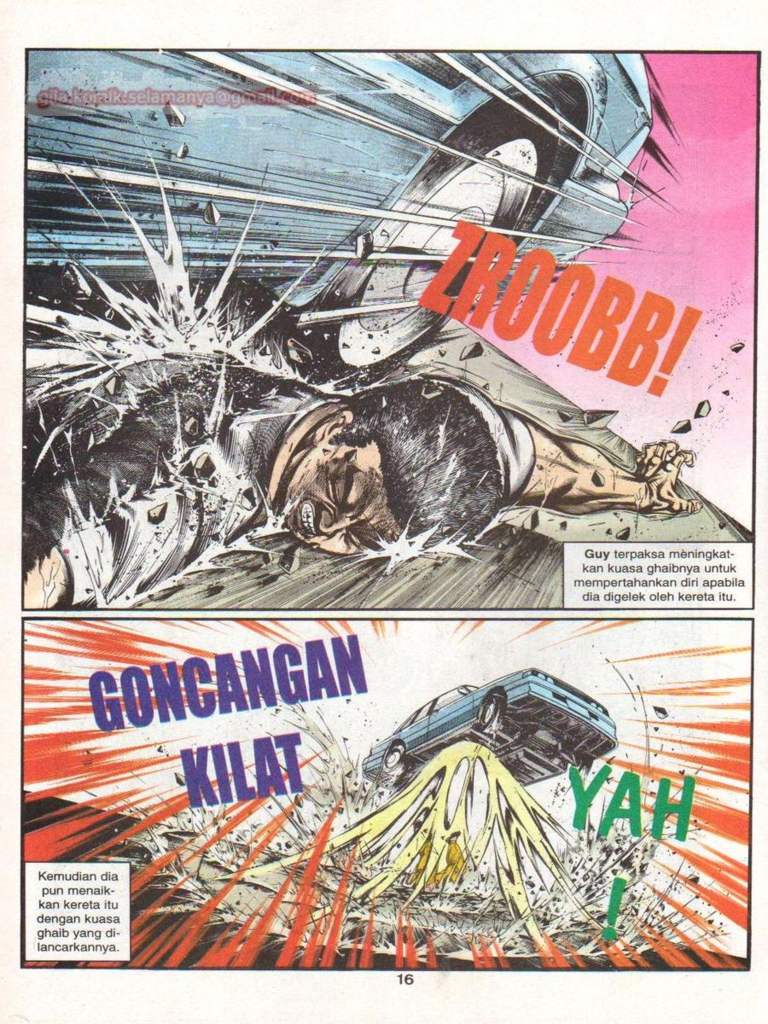 gila.komik.selamanya@gmail.com
ZROOBB!
Guy terpaksa meningkat-
kan kuasa ghaibnya untuk
mempertahankan diri apabila
dia digelek oleh kereta itu.
GONCANGAN
KILAT
YAH
!
Kemudian dia
pun menaik-
kan kereta itu
dengan kuasa
ghaib yang di-
lancarkannya.
16